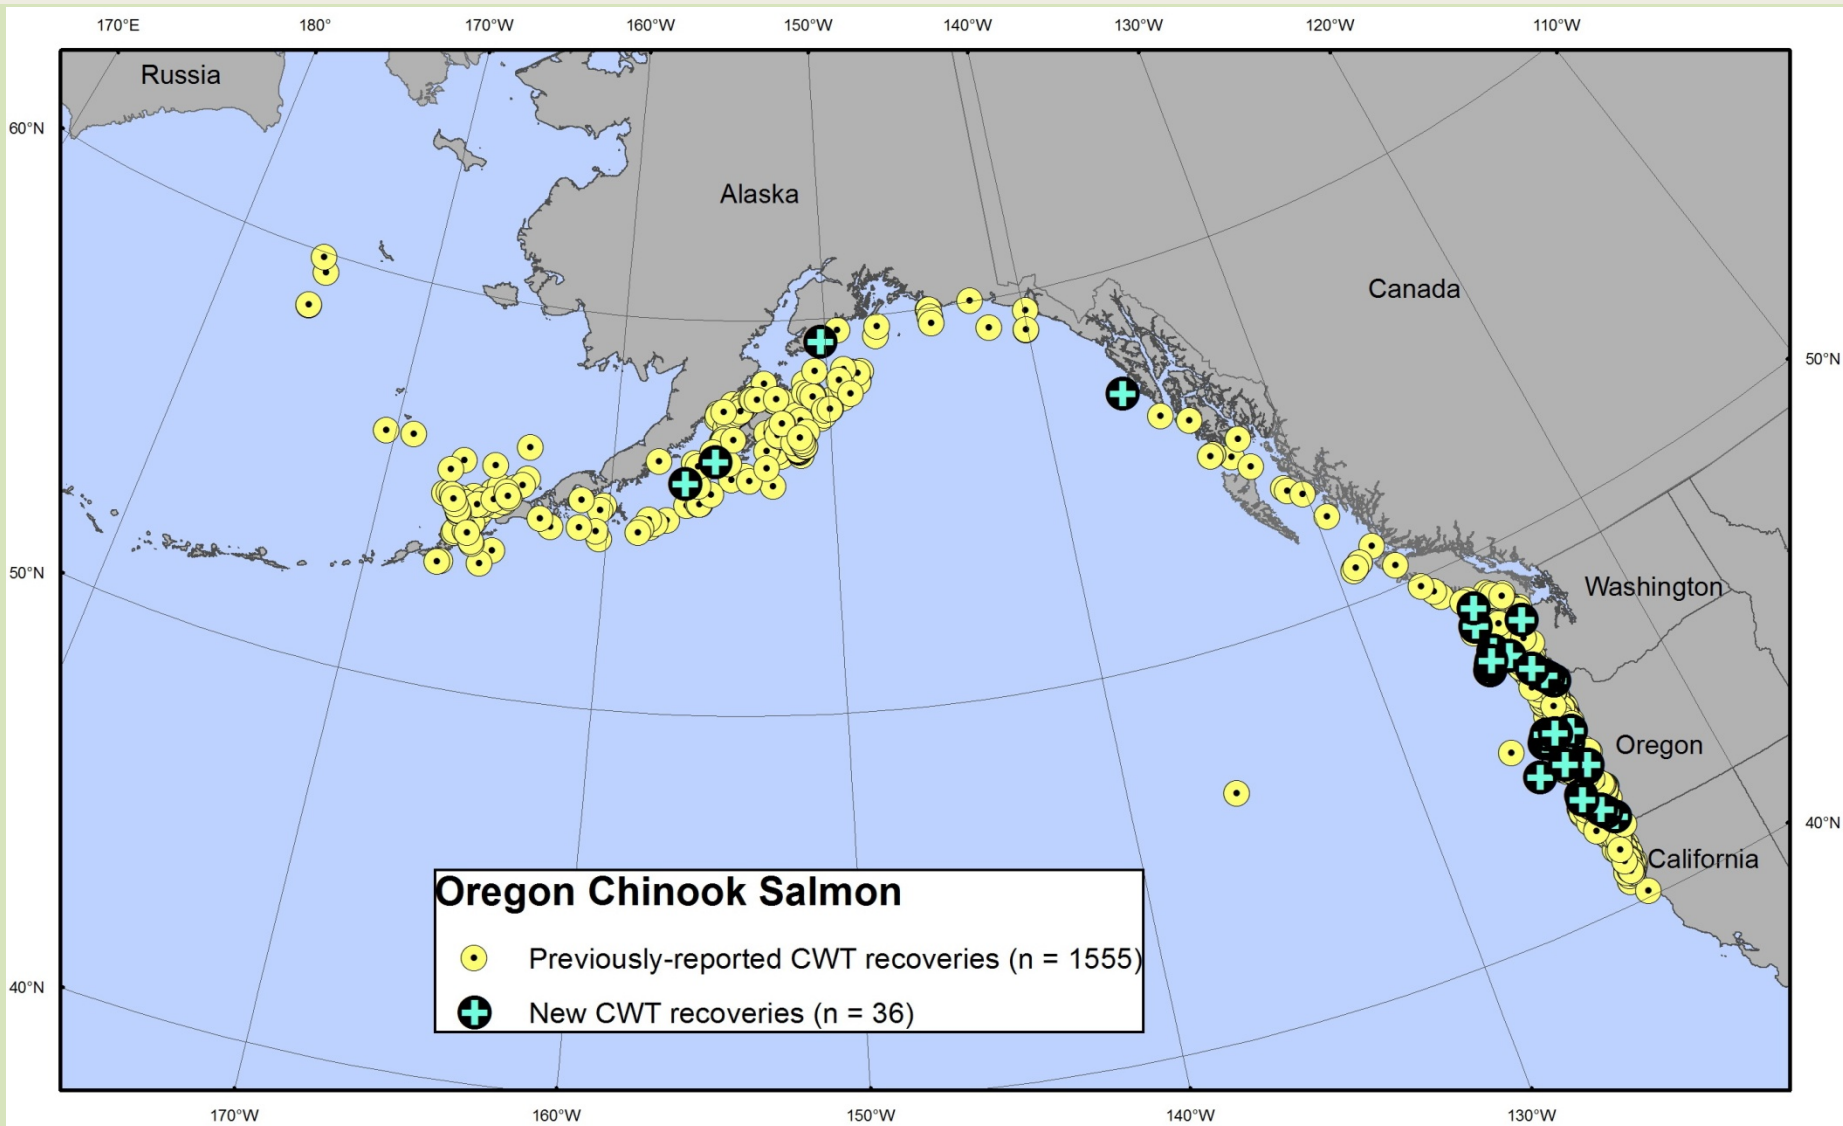 170°E 180° 170°W 160°W 150°W 140°W 130°W 120°W 110°W
Russia
60°N
Alaska
Canada
50°N
50°N
Washington
Oregon
40°N
California
Oregon Chinook Salmon
Previously-reported CWT recoveries (n = 1555)
40°N
New CWT recoveries (n = 36)
170°W 160°W 150°W 140°W 130°W